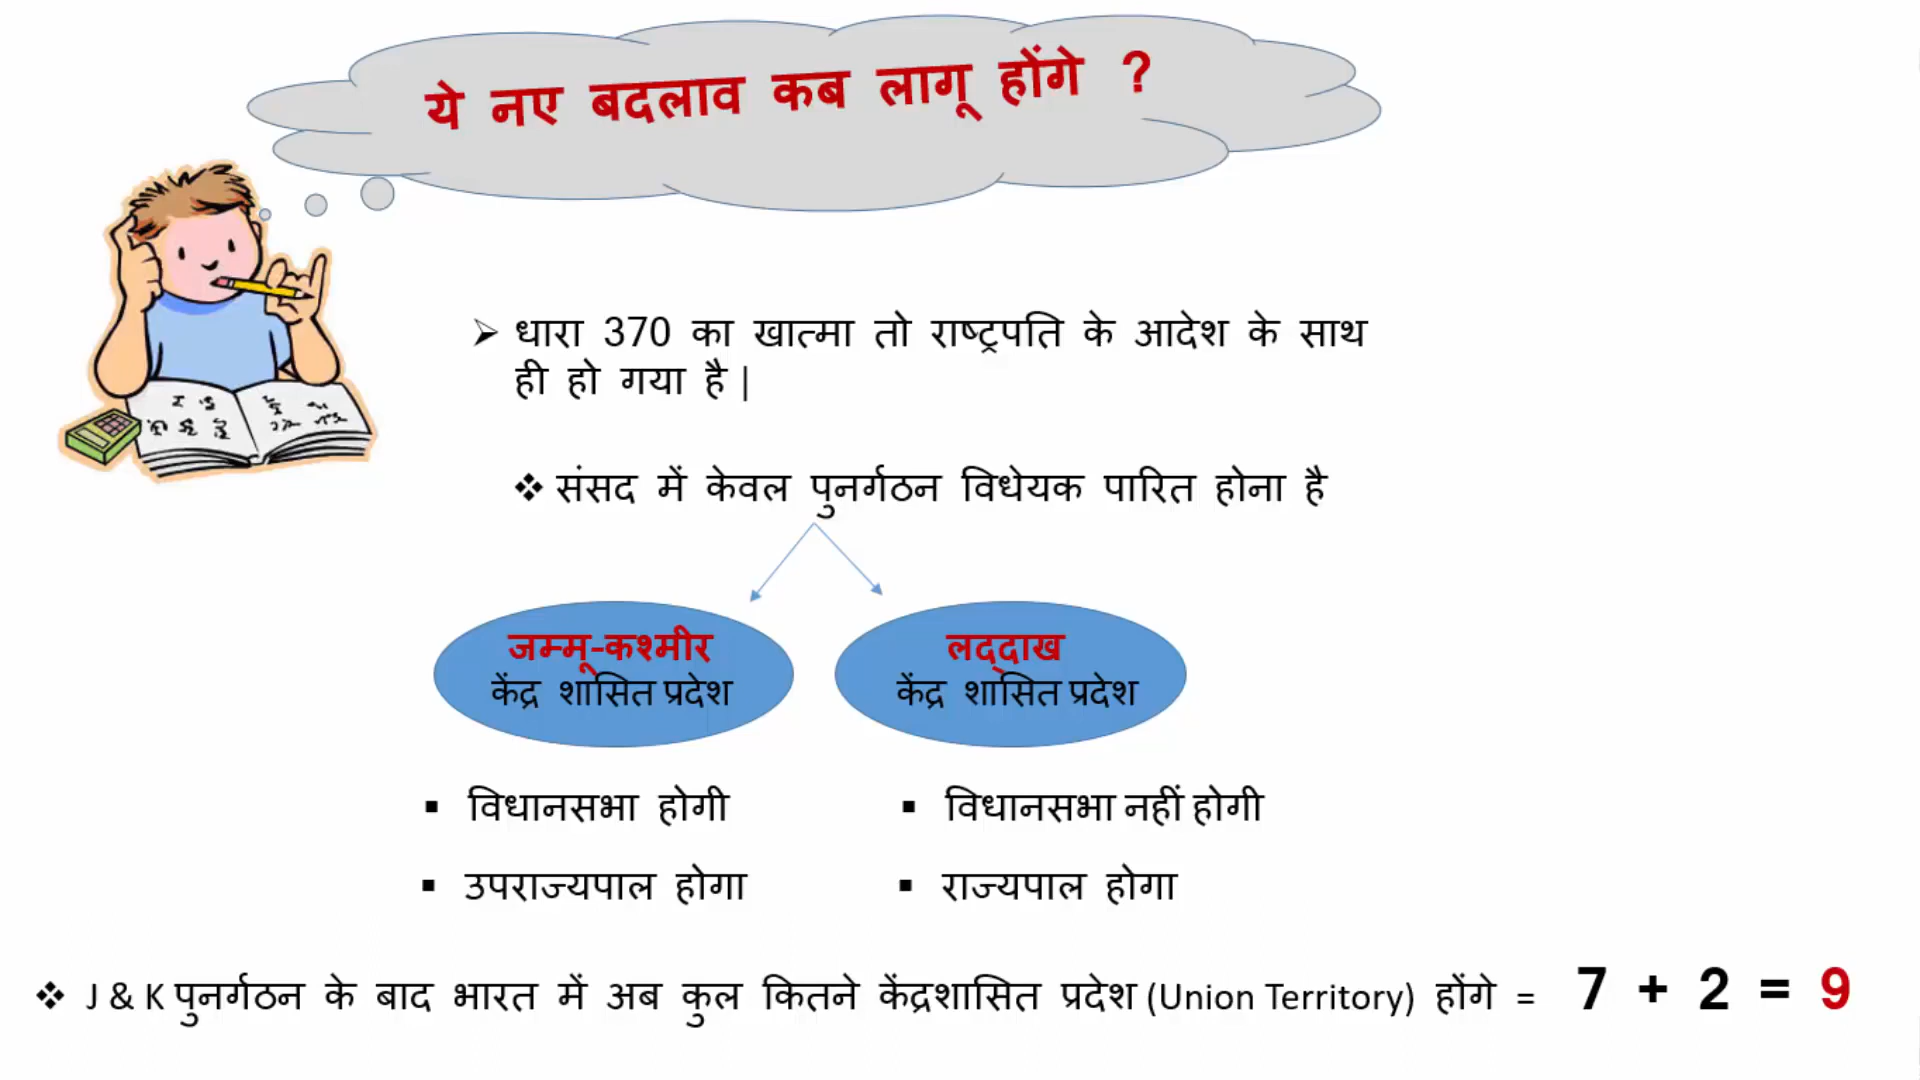 ये नए बदलाव कब लागू होंगे ?
➢ धारा 370 का खात्मा तो राष्ट्रपति के आदेश के साथ
ही हो गया है|
❖ संसद में केवल पुनर्गठन विधेयक पारित होना है
जम्मू-कश्मीर
केंद्र शासित प्रदेश
लद्दाख
केंद्र शासित प्रदेश
▪ विधानसभा होगी
▪ उपराज्यपाल होगा
▪ विधानसभा नहीं होगी
▪ राज्यपाल होगा
❖ J & K पुनर्गठन के बाद भारत में अब कुल कितने केंद्रशासित प्रदेश (Union Territory) होंगे = 7 + 2 = 9